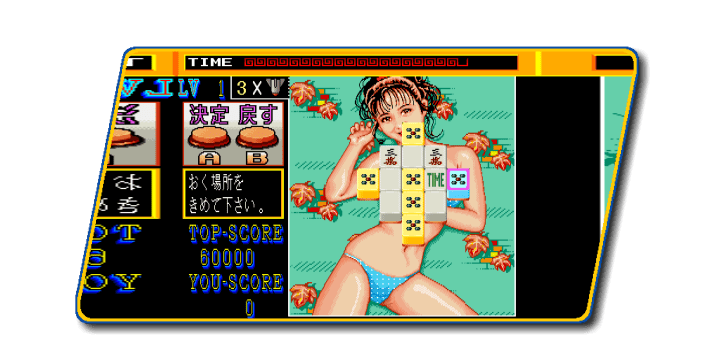 TIME
LV 1 3×
決定 戻す
A B
おく場所を
きめて下さい。
TOP-SCORE
60000
YOU-SCORE
0
三萬 三萬
TIME